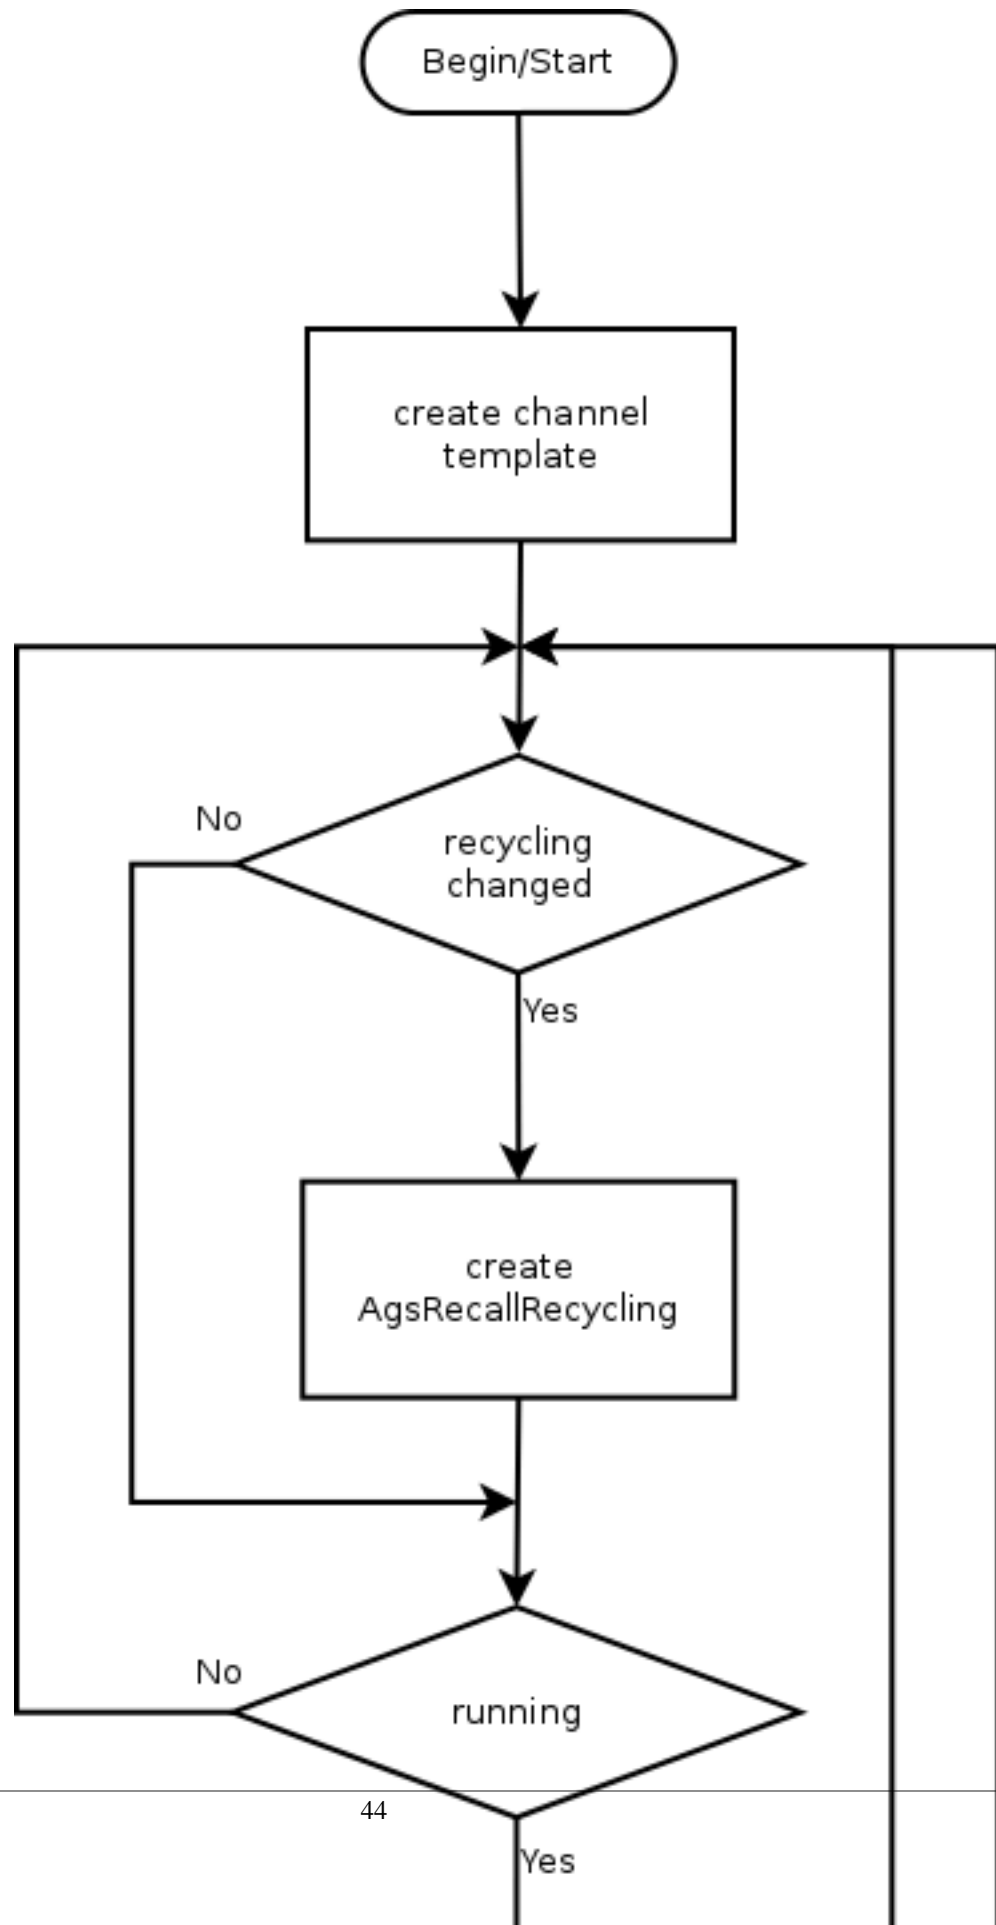 Begin/Start
create channel
template
No
recycling
changed
Yes
create
AgsRecallRecycling
No
running
44
Yes